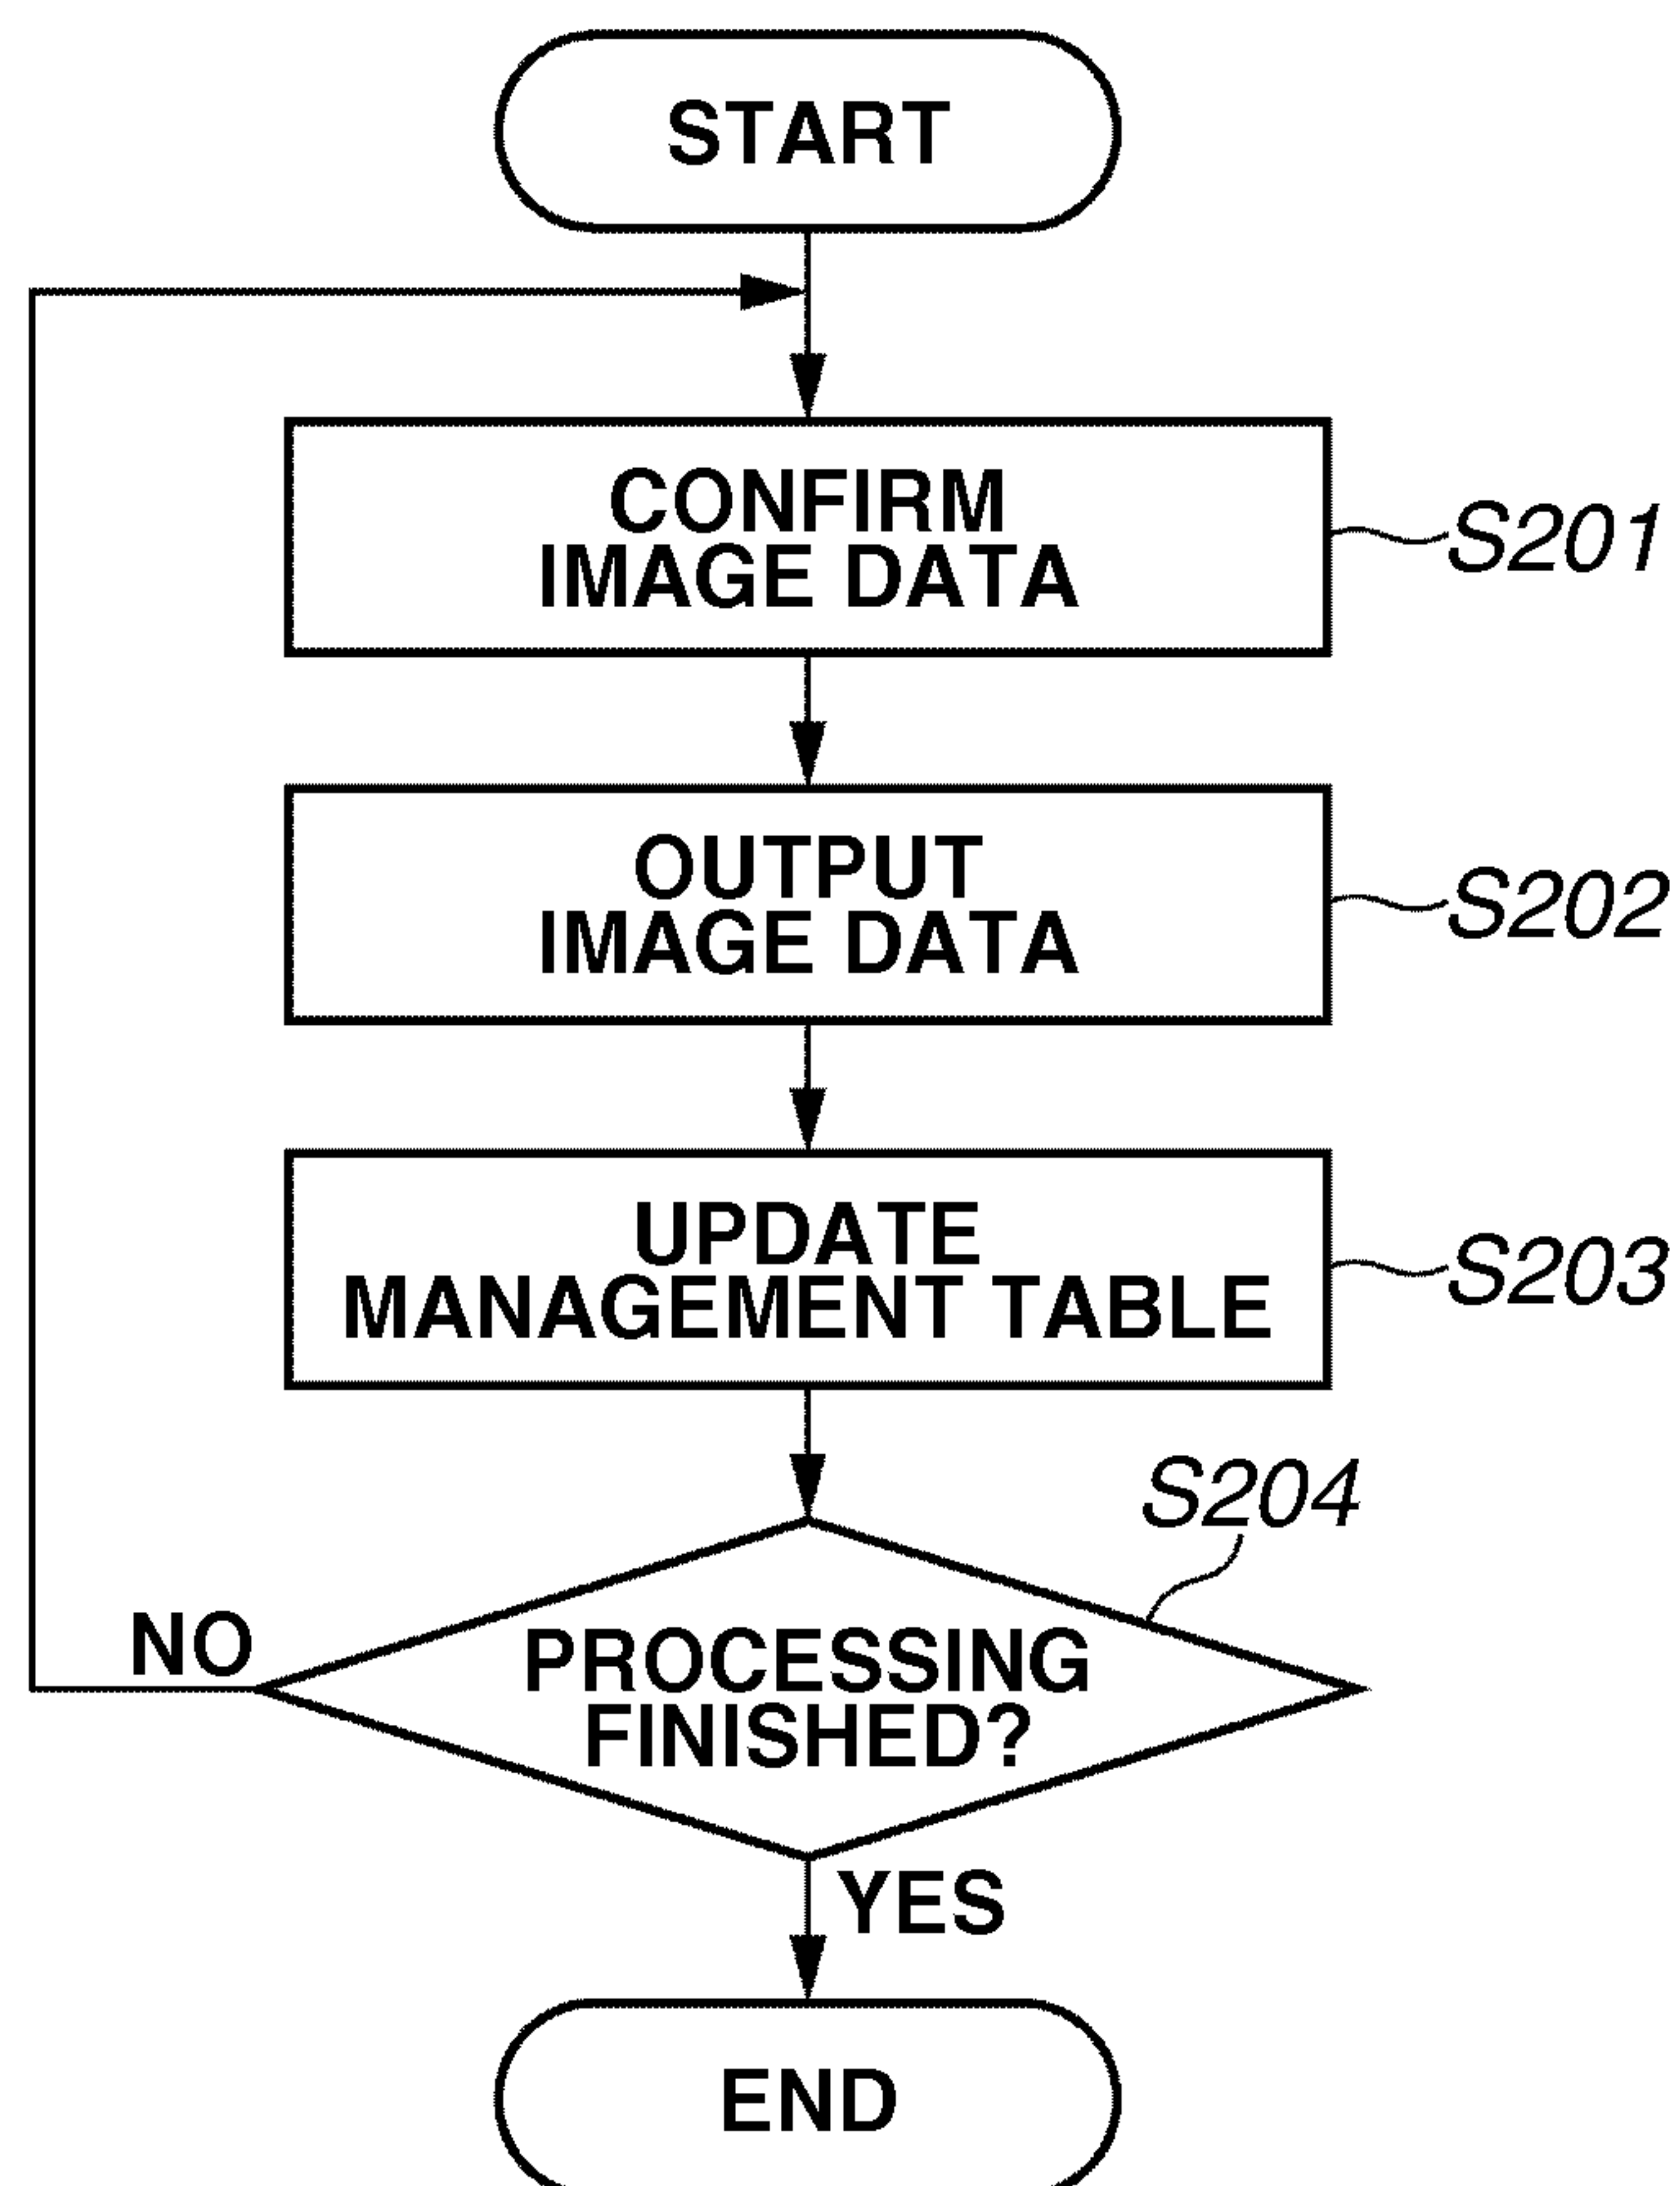 START
CONFIRM
IMAGE DATA
S201
OUTPUT
IMAGE DATA
S202
UPDATE
MANAGEMENT TABLE
S203
S204
NO
PROCESSING
FINISHED?
YES
END